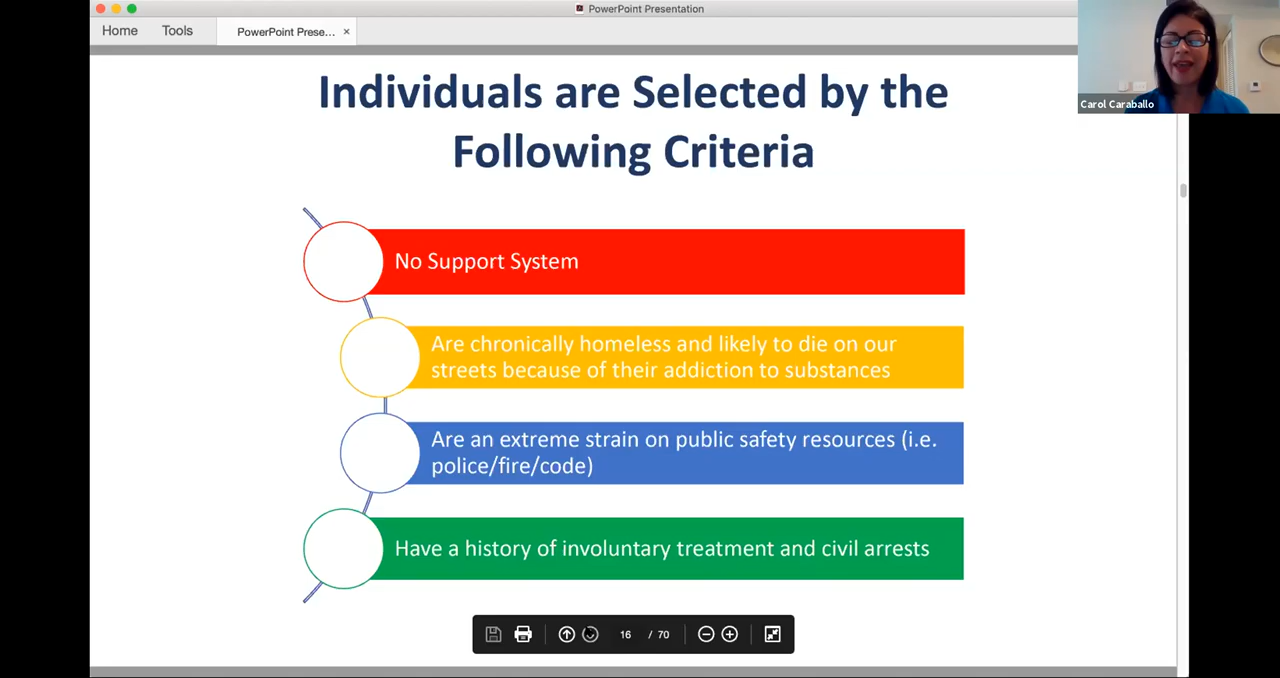 PowerPoint Presentation
Home
Tools
PowerPoint Prese...
×
Carol Caraballo
Individuals are Selected by the
Following Criteria
No Support System
Are chronically homeless and likely to die on our
streets because of their addiction to substances
Are an extreme strain on public safety resources (i.e.
police/fire/code)
Have a history of involuntary treatment and civil arrests
16 / 70